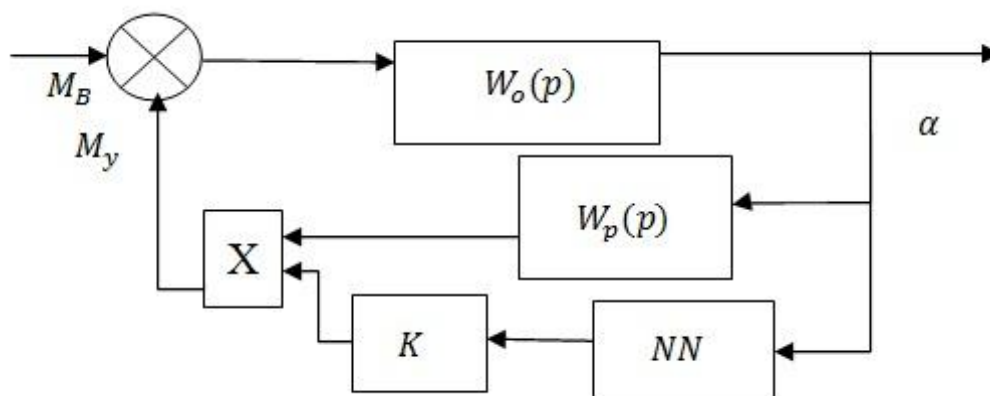 M_B
W_o(p)
α
M_y
W_p(p)
X
K
NN